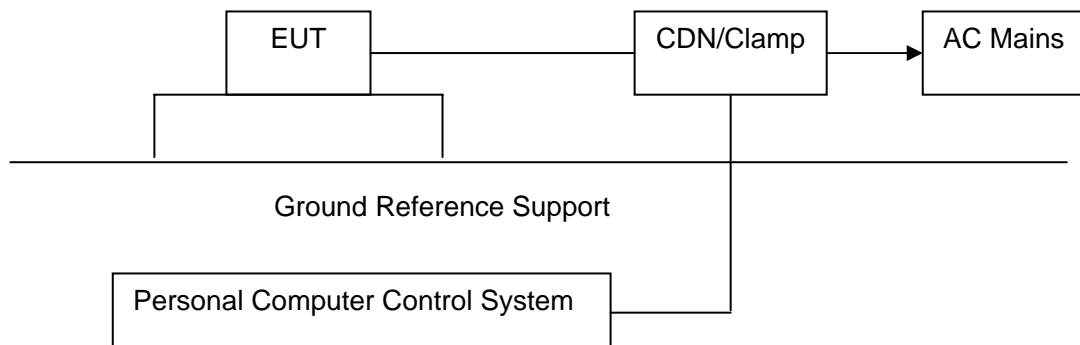 EUT
CDN/Clamp
AC Mains
Ground Reference Support
Personal Computer Control System